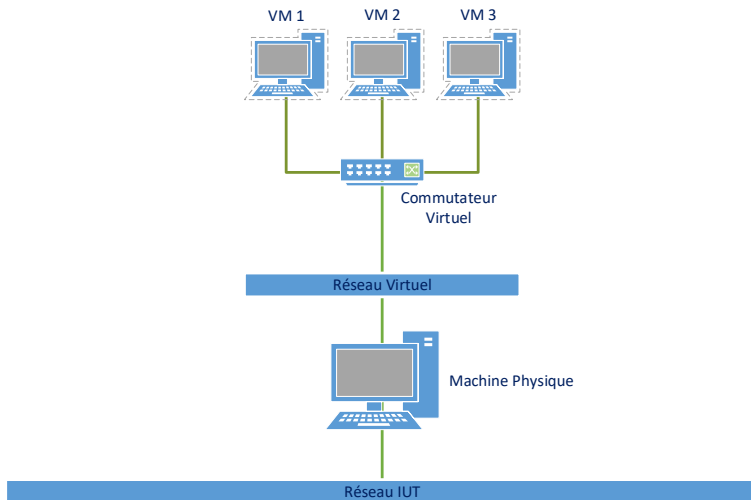 VM 1
VM 2
VM 3
Commutateur
Virtuel
Réseau Virtuel
Machine Physique
Réseau IUT